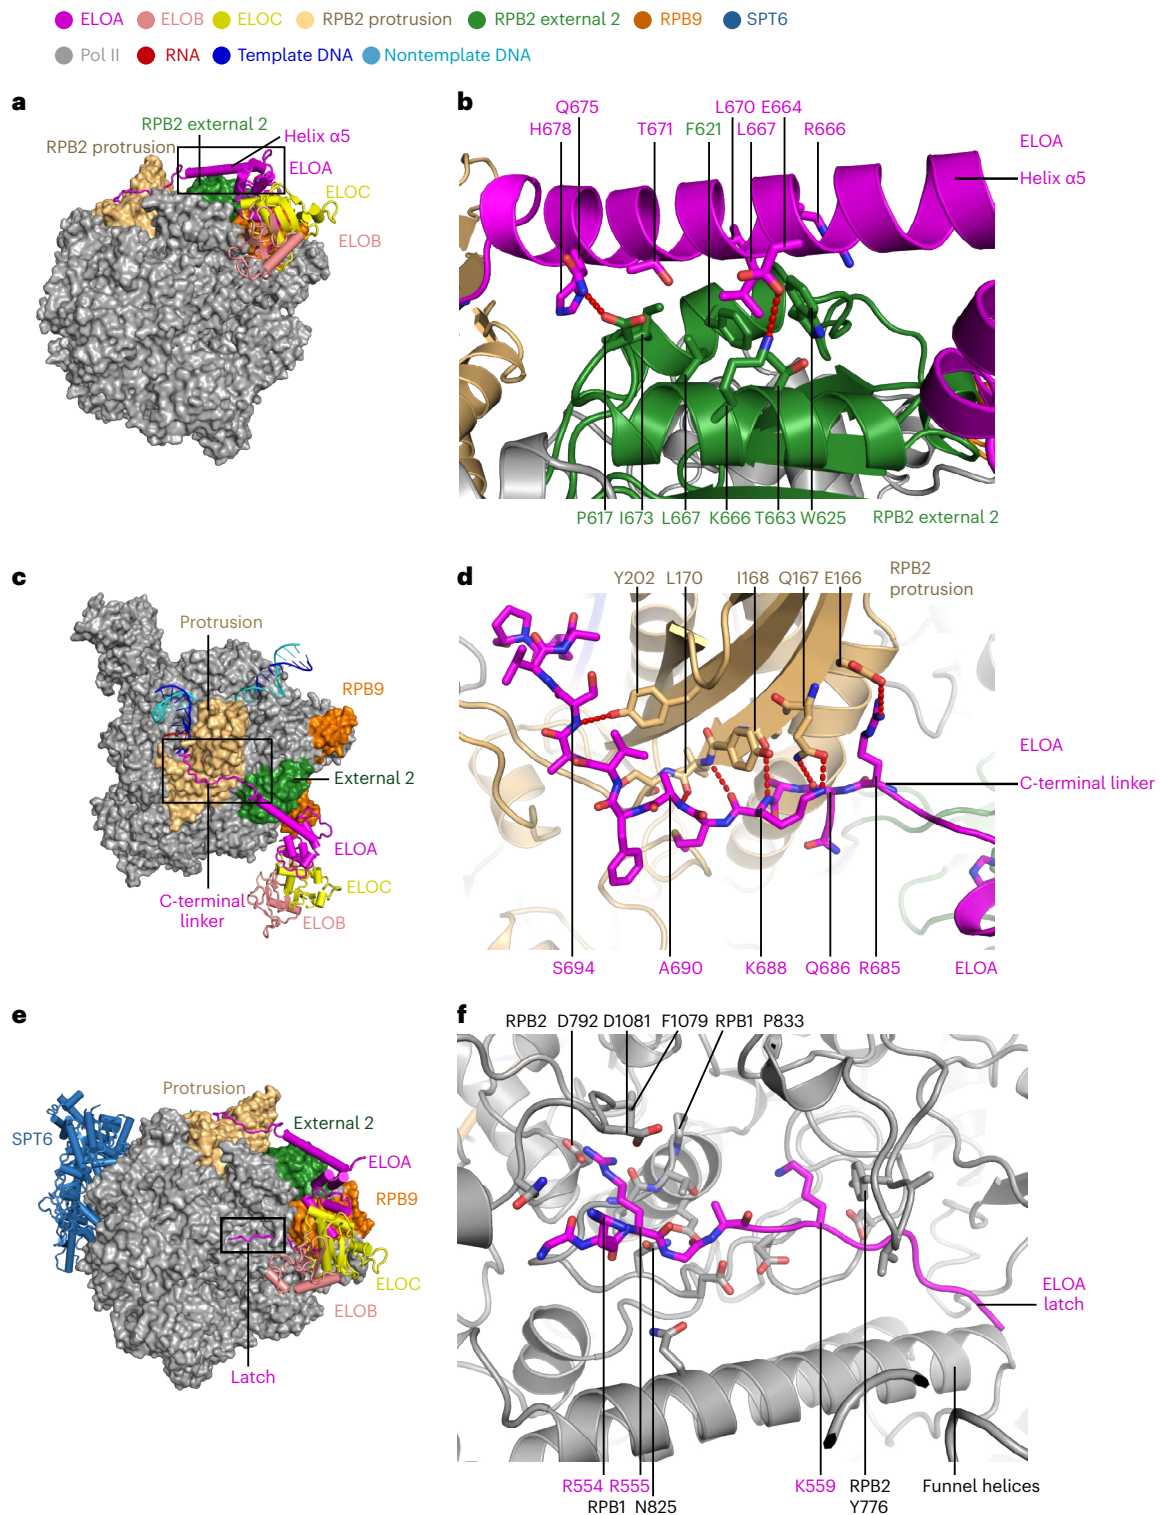 ELOA ELOB ELOC RPB2 protrusion RPB2 external 2 RPB9 SPT6
Pol II RNA Template DNA Nontemplate DNA
a
RPB2 external 2
Helix α5
RPB2 protrusion
ELOA
ELOC
ELOB
b
Q675 L670 E664
H678 T671 F621 L667 R666
ELOA
Helix α5
P617 I673 L667 K666 T663 W625 RPB2 external 2
c
Protrusion
RPB9
External 2
ELOA
ELOC
C-terminal
linker
ELOB
d
Y202 L170 I168 Q167 E166
RPB2
protrusion
ELOA
C-terminal linker
S694 A690 K688 Q686 R685 ELOA
e
Protrusion
External 2
SPT6
ELOA
RPB9
ELOC
ELOB
Latch
f
RPB2 D792 D1081 F1079 RPB1 P833
ELOA
latch
R554 R555 K559 RPB2 Funnel helices
RPB1 N825 Y776